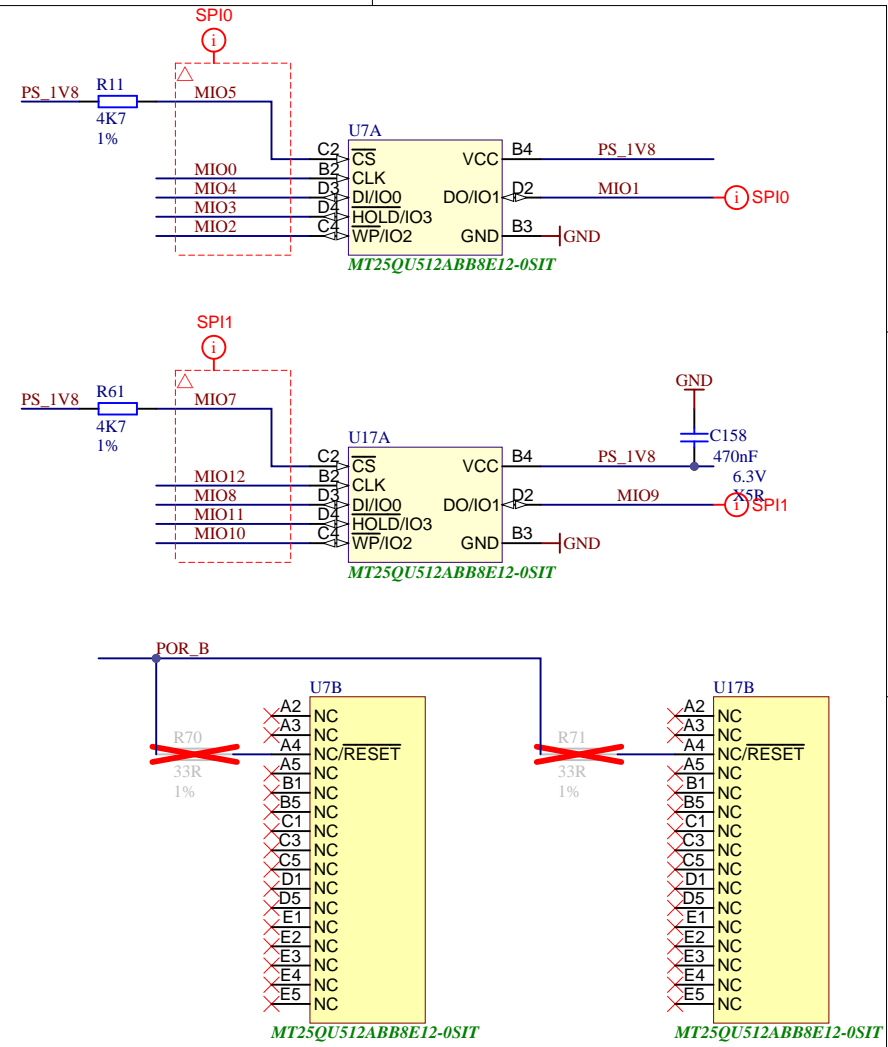 SPI0
i
PS_1V8
R11
4K7
1%
MIO5
MIO0
MIO4
MIO3
MIO2
U7A
C2 CS
B2 CLK
D3 DI/IO0
D4 HOLD/IO3
C4 WP/IO2
VCC B4 PS_1V8
DO/IO1 D2 MIO1 i SPI0
GND B3 GND
MT25QU512ABB8E12-0SIT
SPI1
i
PS_1V8
R61
4K7
1%
MIO7
MIO12
MIO8
MIO11
MIO10
U17A
C2 CS
B2 CLK
D3 DI/IO0
D4 HOLD/IO3
C4 WP/IO2
VCC B4 PS_1V8
DO/IO1 D2 MIO9 i SPI1
GND B3 GND
GND
C158
470nF
6.3V
X5R
MT25QU512ABB8E12-0SIT
POR_B
R70
33R
1%
U7B
A2 NC
A3 NC
A4 NC/RESET
A5 NC
B1 NC
B5 NC
C1 NC
C3 NC
C5 NC
D1 NC
D5 NC
E1 NC
E2 NC
E3 NC
E4 NC
E5 NC
MT25QU512ABB8E12-0SIT
R71
33R
1%
U17B
A2 NC
A3 NC
A4 NC/RESET
A5 NC
B1 NC
B5 NC
C1 NC
C3 NC
C5 NC
D1 NC
D5 NC
E1 NC
E2 NC
E3 NC
E4 NC
E5 NC
MT25QU512ABB8E12-0SIT